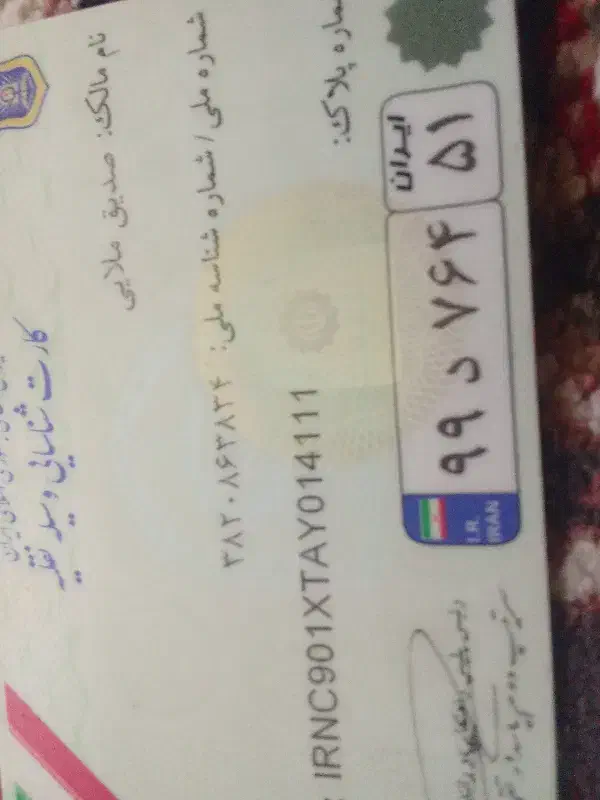 کارت شناسایی وسیله نقلیه
نام مالک: صدیق ملایی
شماره ملی / شماره شناسه ملی: ۳۸۲۰۸۶۳۸۳۴
IRNC901XTAY014111
شماره پلاک:
ایران
۵۱
۹۹ د ۷۶۴
I.R.
IRAN